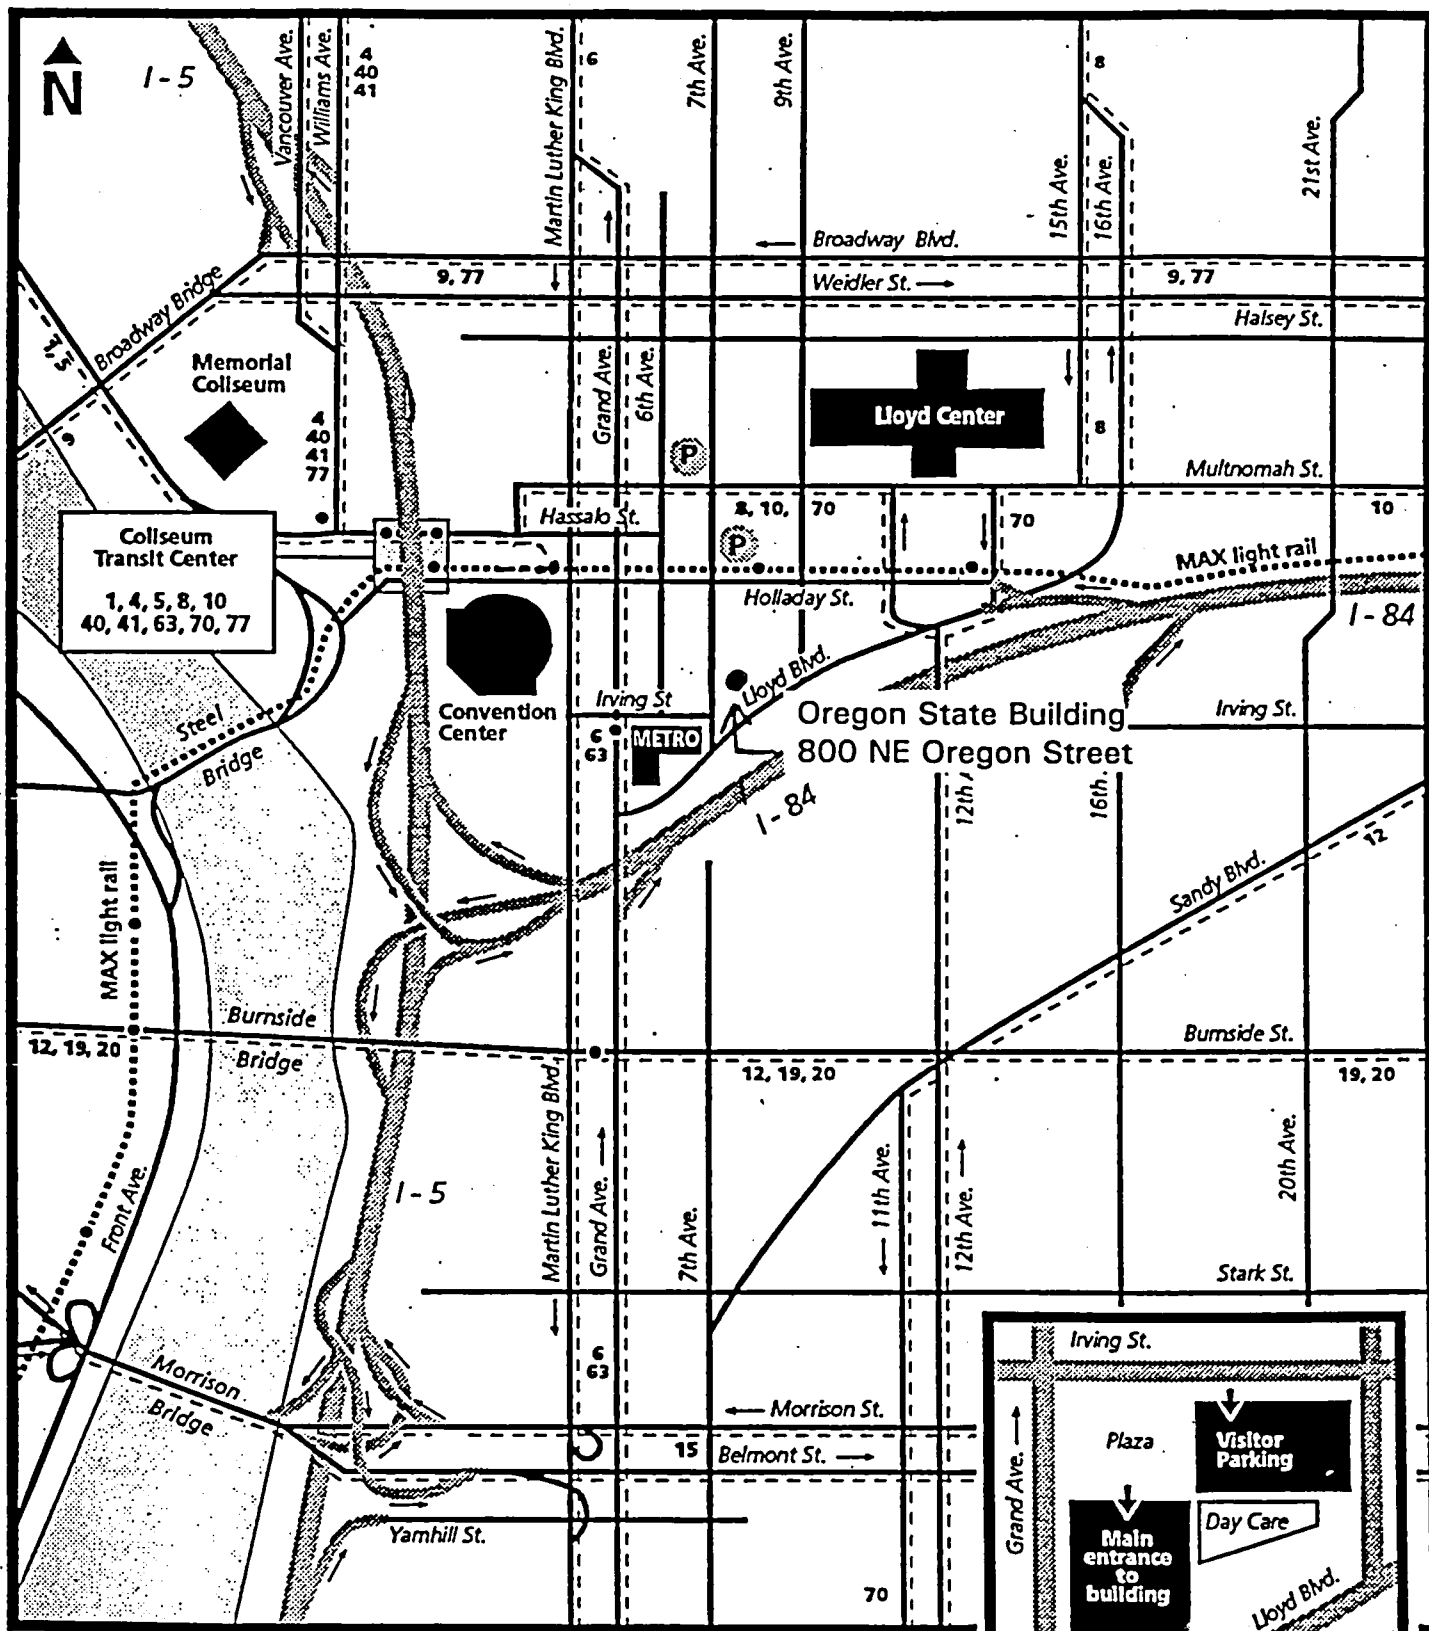 N
I - 5
Vancouver Ave.
Williams Ave.
4
40
41
Martin Luther King Blvd.
6
7th Ave.
9th Ave.
15th Ave.
16th Ave.
8
21st Ave.
Broadway Blvd.
9, 77
Weidler St.
9, 77
Halsey St.
Broadway Bridge
1, 5
9
Memorial
Coliseum
4
40
41
77
Grand Ave.
6th Ave.
P
Lloyd Center
8
Multnomah St.
Hassalo St.
8, 10, 70
70
10
P
MAX light rail
Coliseum
Transit Center
1, 4, 5, 8, 10
40, 41, 63, 70, 77
Holladay St.
I - 84
Steel
Bridge
Convention
Center
Irving St
Lloyd Blvd.
6
63
METRO
Oregon State Building
800 NE Oregon Street
Irving St.
I - 84
12th A
16th.
Sandy Blvd.
12
MAX light rail
Burnside
Bridge
12, 19, 20
Burnside St.
12, 19, 20
19, 20
Front Ave.
I - 5
Martin Luther King Blvd.
Grand Ave.
7th Ave.
11th Ave.
12th Ave.
20th Ave.
Stark St.
6
63
Morrison
Bridge
Morrison St.
15
Belmont St.
Yamhill St.
70
Irving St.
Grand Ave.
Plaza
Visitor
Parking
Day Care
Main
entrance
to
building
Lloyd Blvd.